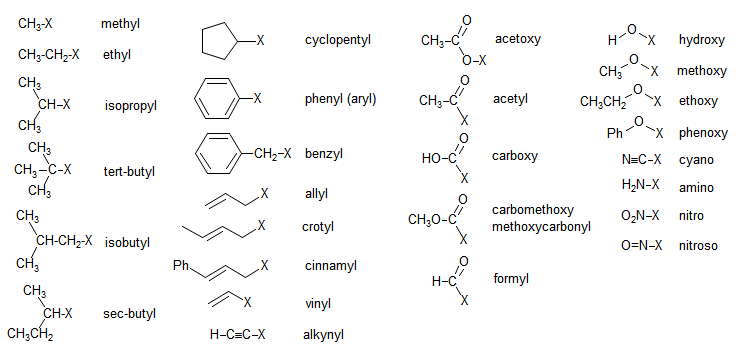 CH3-X methyl
CH3-CH2-X ethyl
CH3
CH-X isopropyl
CH3
CH3
CH3-C-X tert-butyl
CH3
CH3
CH-CH2-X isobutyl
CH3
CH3
CH-X sec-butyl
CH3CH2
X cyclopentyl
X phenyl (aryl)
CH2-X benzyl
X allyl
X crotyl
Ph X cinnamyl
X vinyl
H-C≡C-X alkynyl
O
CH3-C acetoxy
O-X
O
CH3-C acetyl
X
O
HO-C carboxy
X
O
CH3O-C carbomethoxy
methoxycarbonyl
X
O
H-C formyl
X
O
H X hydroxy
O
CH3 X methoxy
O
CH3CH2 X ethoxy
O
Ph X phenoxy
N≡C-X cyano
H2N-X amino
O2N-X nitro
O=N-X nitroso